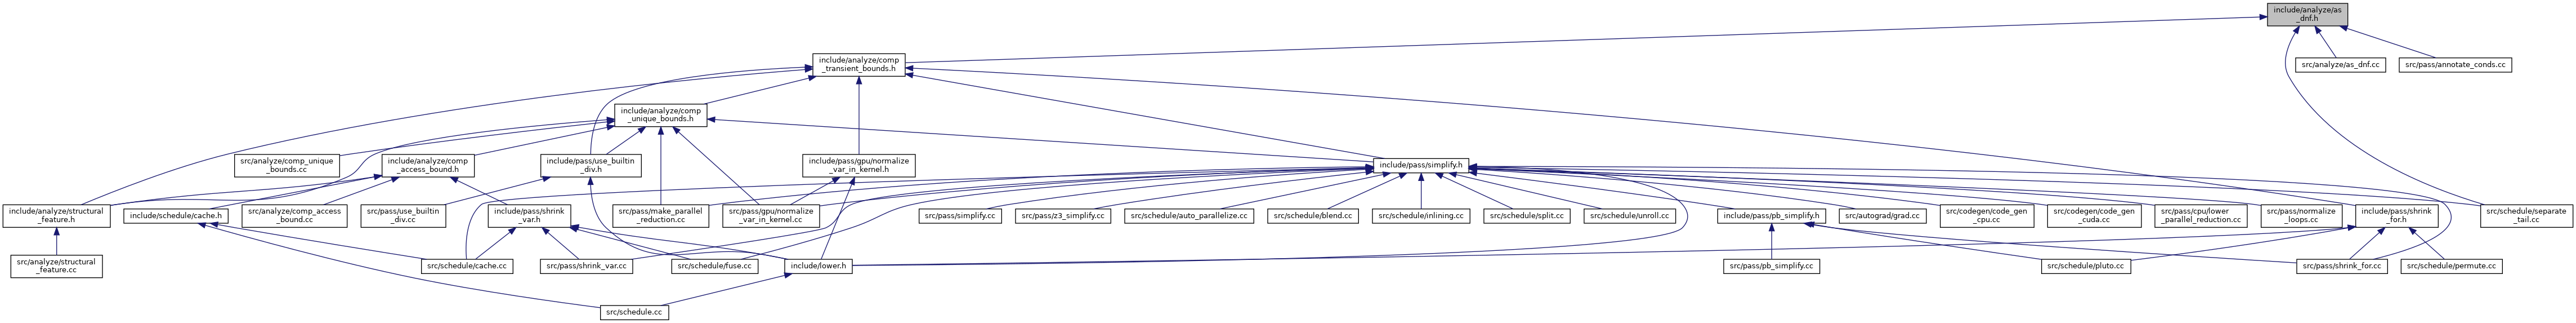 include/analyze/as
_dnf.h
include/analyze/comp
_transient_bounds.h
src/analyze/as_dnf.cc
src/pass/annotate_conds.cc
include/analyze/comp
_unique_bounds.h
src/analyze/comp_unique
_bounds.cc
include/analyze/comp
_access_bound.h
include/pass/use_builtin
_div.h
include/pass/gpu/normalize
_var_in_kernel.h
include/pass/simplify.h
include/analyze/structural
_feature.h
include/schedule/cache.h
src/analyze/comp_access
_bound.cc
src/pass/use_builtin
_div.cc
include/pass/shrink
_var.h
src/pass/make_parallel
_reduction.cc
src/pass/gpu/normalize
_var_in_kernel.cc
src/pass/simplify.cc
src/pass/z3_simplify.cc
src/schedule/auto_parallelize.cc
src/schedule/blend.cc
src/schedule/inlining.cc
src/schedule/split.cc
src/schedule/unroll.cc
include/pass/pb_simplify.h
src/autograd/grad.cc
src/codegen/code_gen
_cpu.cc
src/codegen/code_gen
_cuda.cc
src/pass/cpu/lower
_parallel_reduction.cc
src/pass/normalize
_loops.cc
include/pass/shrink
_for.h
src/schedule/separate
_tail.cc
src/analyze/structural
_feature.cc
src/schedule/cache.cc
src/pass/shrink_var.cc
src/schedule/fuse.cc
include/lower.h
src/pass/pb_simplify.cc
src/schedule/pluto.cc
src/pass/shrink_for.cc
src/schedule/permute.cc
src/schedule.cc